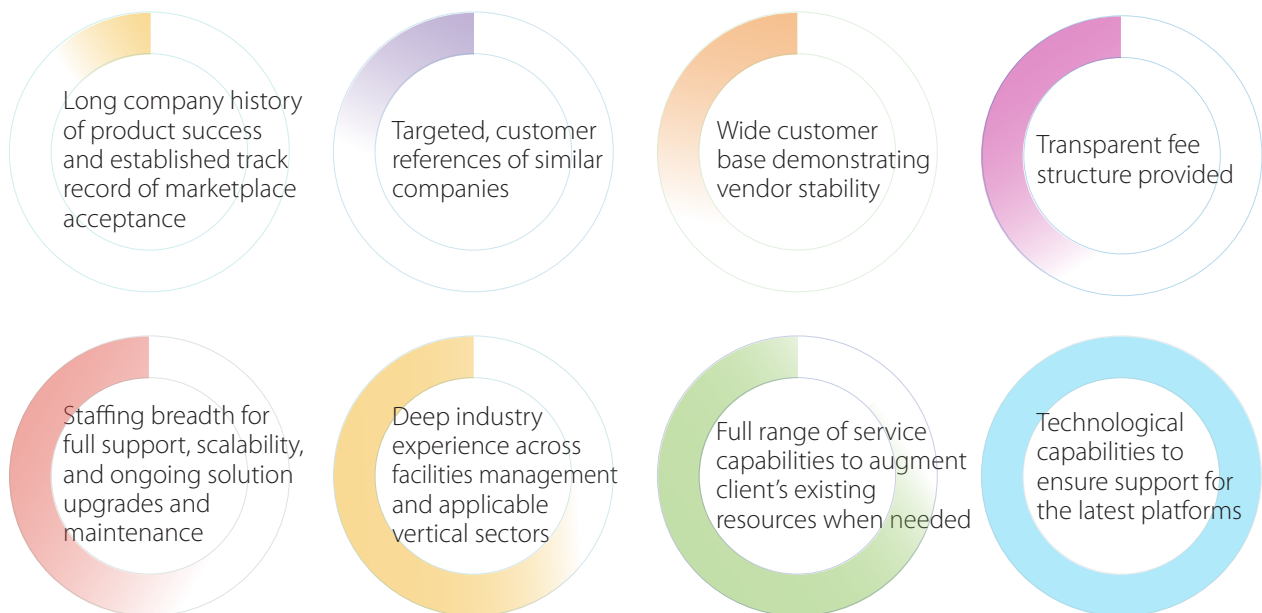 Long company history
of product success
and established track
record of marketplace
acceptance
Targeted, customer
references of similar
companies
Wide customer
base demonstrating
vendor stability
Transparent fee
structure provided
Staffing breadth for
full support, scalability,
and ongoing solution
upgrades and
maintenance
Deep industry
experience across
facilities management
and applicable
vertical sectors
Full range of service
capabilities to augment
client’s existing
resources when needed
Technological
capabilities to
ensure support for
the latest platforms